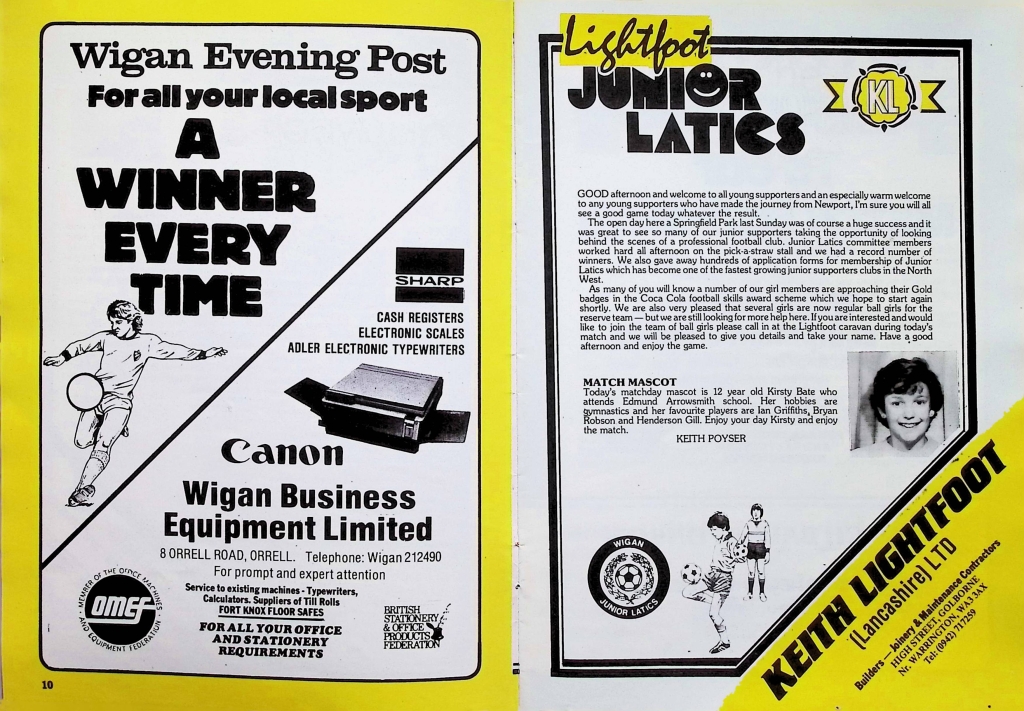 Wigan Evening Post
For all your local sport
A
WINNER
EVERY
TIME
SHARP
CASH REGISTERS
ELECTRONIC SCALES
ADLER ELECTRONIC TYPEWRITERS
Canon
Wigan Business
Equipment Limited
8 ORRELL ROAD, ORRELL. Telephone: Wigan 212490
For prompt and expert attention
Service to existing machines - Typewriters,
Calculators. Suppliers of Till Rolls
FORT KNOX FLOOR SAFES
FOR ALL YOUR OFFICE
AND STATIONERY
REQUIREMENTS
MEMBER OF THE OFFICE MACHINES
omef
AND EQUIPMENT FEDERATION
BRITISH
STATIONERY
& OFFICE
PRODUCTS
FEDERATION
10
Lightfoot
JUNIOR
LATICS
KL
GOOD afternoon and welcome to all young supporters and an especially warm welcome
to any young supporters who have made the journey from Newport, I'm sure you will all
see a good game today whatever the result.
The open day here a Springfield Park last Sunday was of course a huge success and it
was great to see so many of our junior supporters taking the opportunity of looking
behind the scenes of a professional football club. Junior Latics committee members
worked hard all afternoon on the pick-a-straw stall and we had a record number of
winners. We also gave away hundreds of application forms for membership of Junior
Latics which has become one of the fastest growing junior supporters clubs in the North
West.
As many of you will know a number of our girl members are approaching their Gold
badges in the Coca Cola football skills award scheme which we hope to start again
shortly. We are also very pleased that several girls are now regular ball girls for the
reserve team — but we are still looking for more help here. If you are interested and would
like to join the team of ball girls please call in at the Lightfoot caravan during today's
match and we will be pleased to give you details and take your name. Have a good
afternoon and enjoy the game.
MATCH MASCOT
Today's matchday mascot is 12 year old Kirsty Bate who
attends Edmund Arrowsmith school. Her hobbies are
gymnastics and her favourite players are Ian Griffiths, Bryan
Robson and Henderson Gill. Enjoy your day Kirsty and enjoy
the match.
KEITH POYSER
WIGAN
JUNIOR LATICS
KEITH LIGHTFOOT
(Lancashire) LTD
Builders — Joinery & Maintenance Contractors
HIGH STREET, GOLBORNE
Nr. WARRINGTON, WA3 3AX
Tel: (0942) 717259